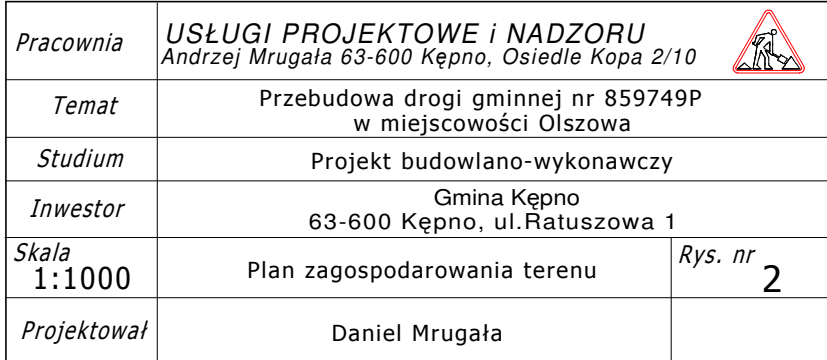 Pracownia
USŁUGI PROJEKTOWE i NADZORU
Andrzej Mrugała 63-600 Kępno, Osiedle Kopa 2/10
Temat
Przebudowa drogi gminnej nr 859749P
w miejscowości Olszowa
Studium
Projekt budowlano-wykonawczy
Inwestor
Gmina Kępno
63-600 Kępno, ul.Ratuszowa 1
Skala
1:1000
Plan zagospodarowania terenu
Rys. nr
2
Projektował
Daniel Mrugała